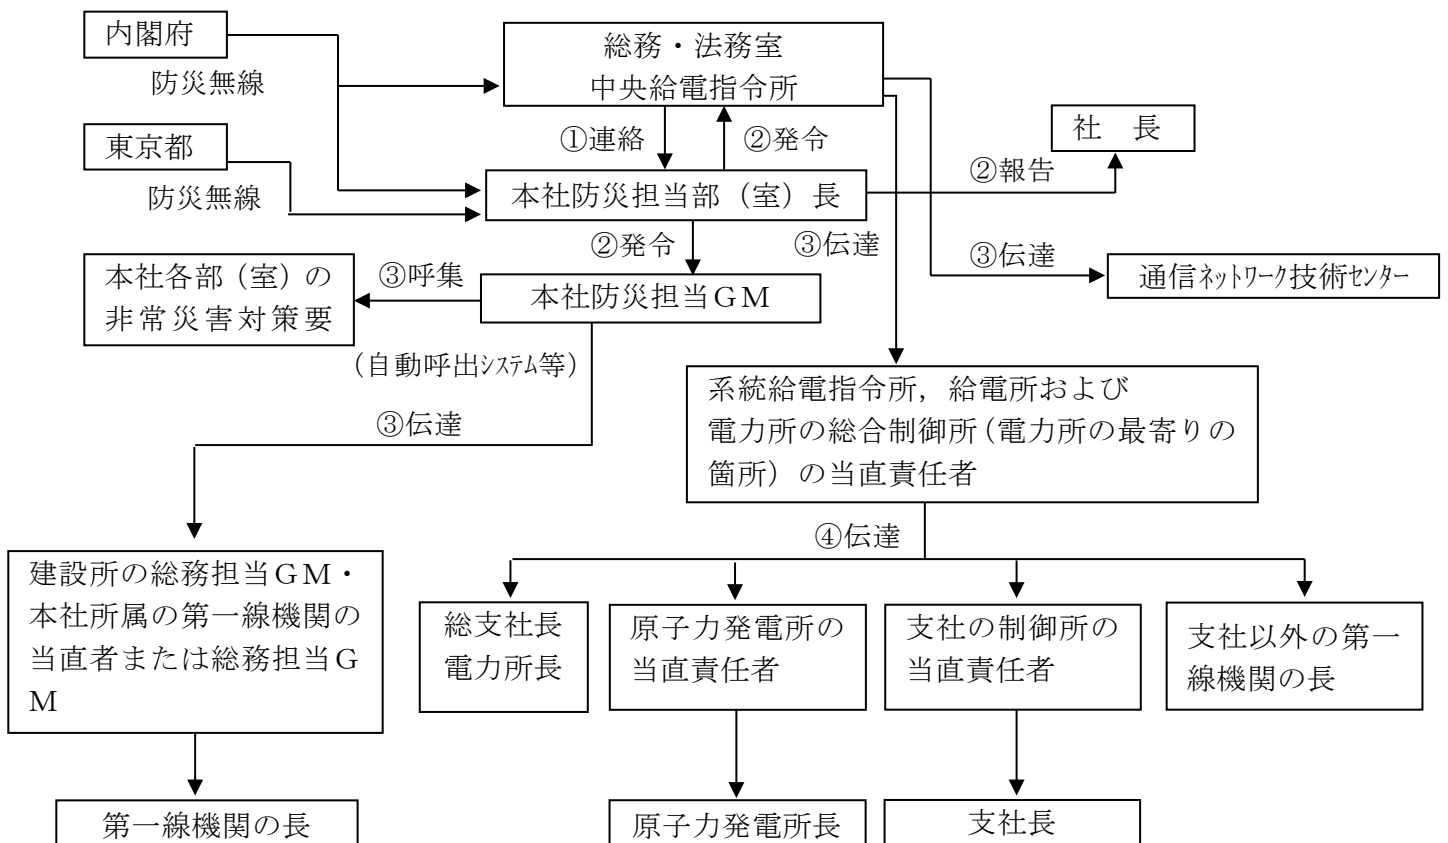 内閣府
防災無線
総務・法務室
中央給電指令所
東京都
防災無線
①連絡
②発令
社　長
②報告
本社防災担当部（室）長
②発令
③伝達
③伝達
通信ネットワーク技術センター
本社各部（室）の
非常災害対策要
③呼集
本社防災担当ＧＭ
（自動呼出システム等）
③伝達
系統給電指令所，給電所および
電力所の総合制御所（電力所の最寄りの
箇所）の当直責任者
④伝達
建設所の総務担当ＧＭ・
本社所属の第一線機関の
当直者または総務担当Ｇ
Ｍ
総支社長
電力所長
原子力発電所の
当直責任者
支社の制御所の
当直責任者
支社以外の第一
線機関の長
第一線機関の長
原子力発電所長
支社長